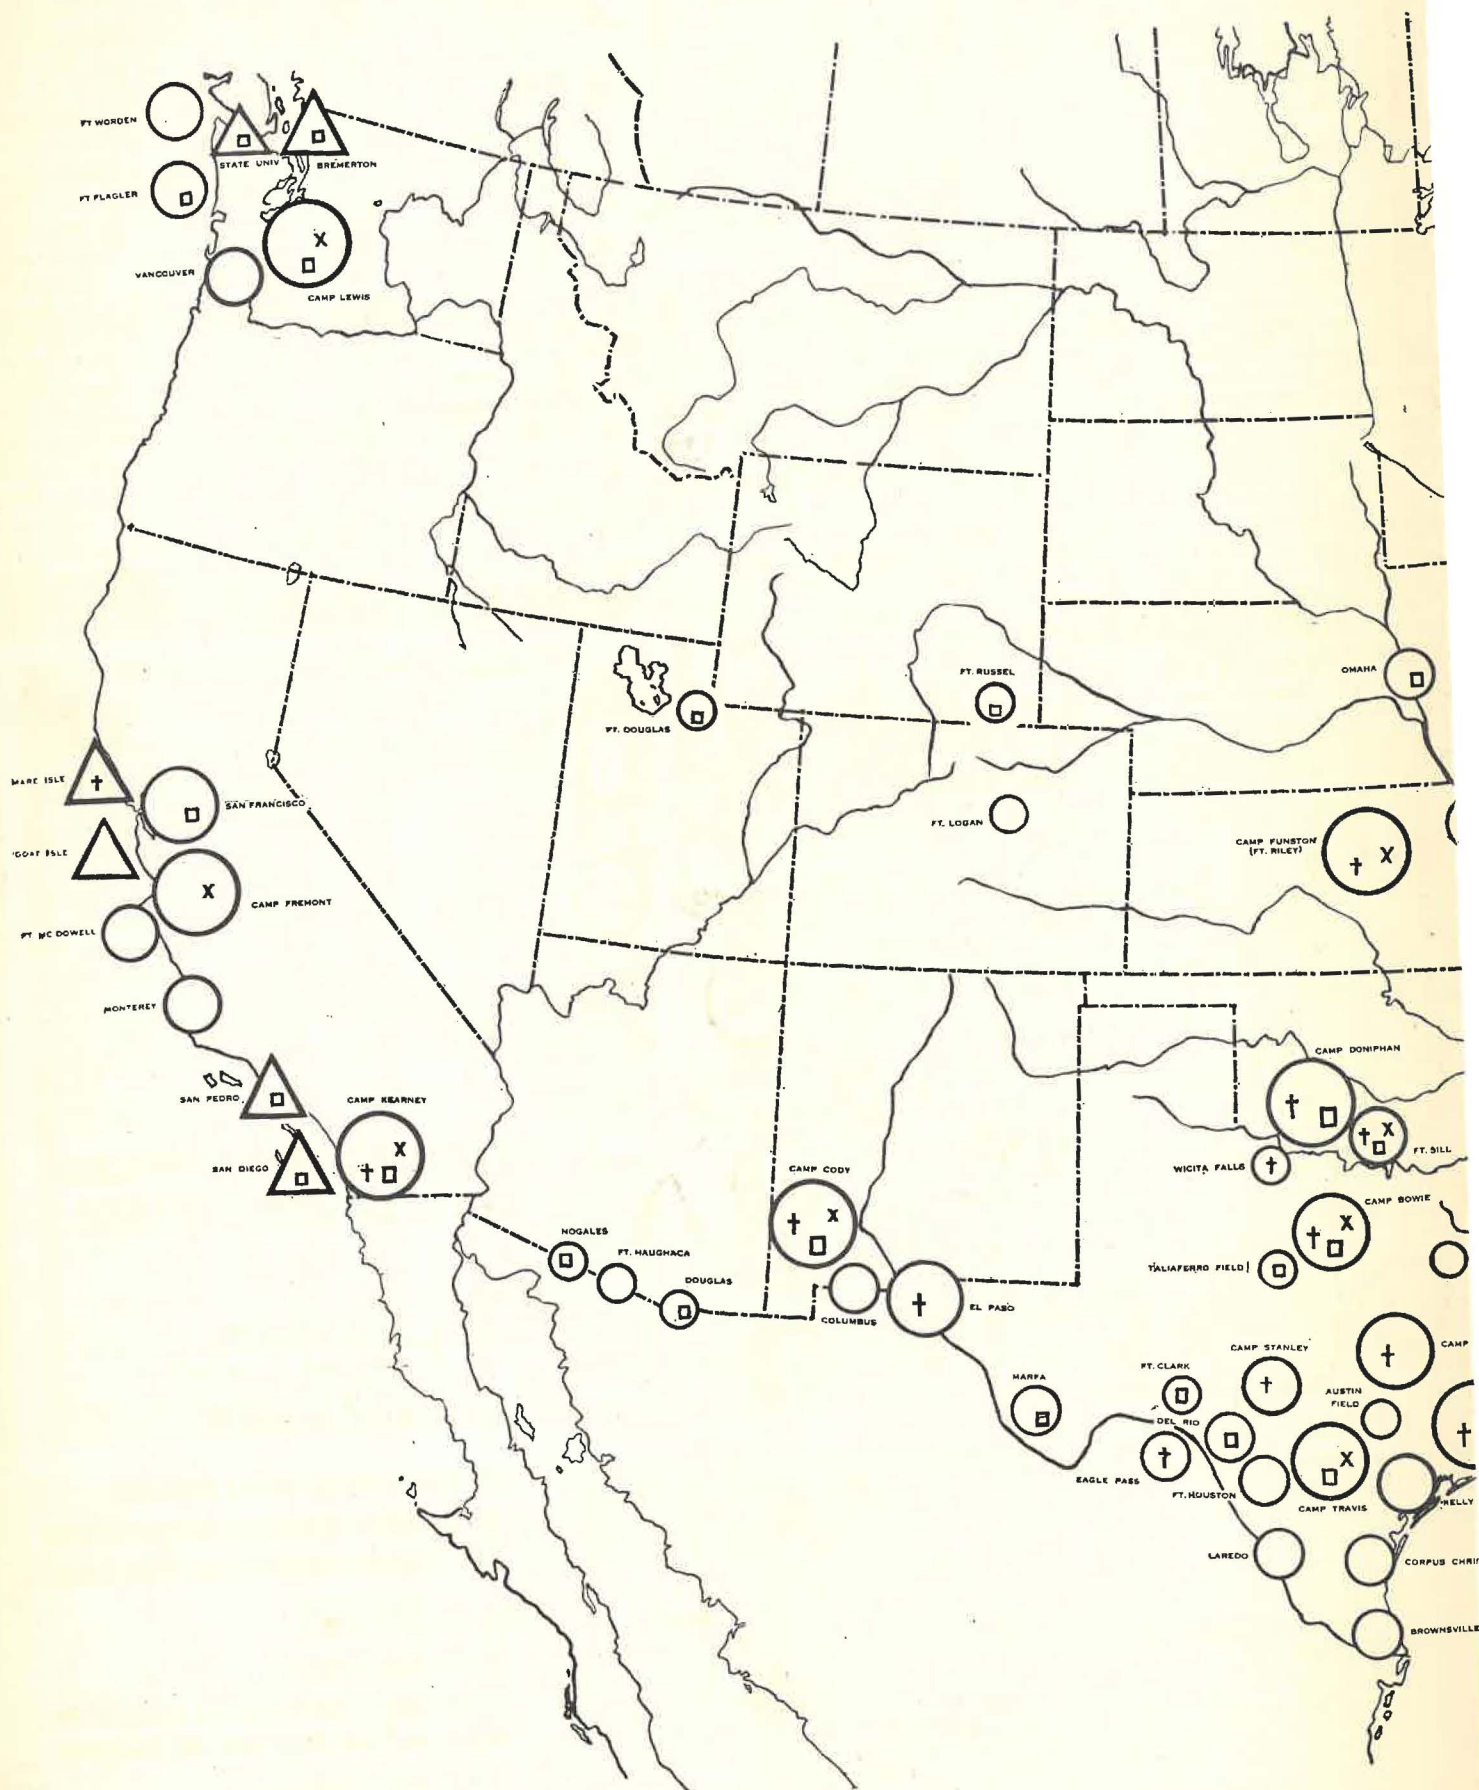 FT WORDEN
STATE UNIV
BREMERTON
FT FLAGLER
VANCOUVER
CAMP LEWIS
FT. RUSSEL
OMAHA
FT. DOUGLAS
MARE ISLE
SAN FRANCISCO
FT. LOGAN
CAMP FUNSTON
(FT. RILEY)
GOAT ISLE
CAMP FREMONT
FT MC DOWELL
MONTEREY
CAMP DONIPHAN
SAN PEDRO
CAMP KEARNEY
FT. SILL
SAN DIEGO
CAMP CODY
WICITA FALLS
CAMP BOWIE
NOGALES
FT. HAUGHACA
TALIAFERRO FIELD
DOUGLAS
COLUMBUS
EL PASO
CAMP STANLEY
CAMP
FT. CLARK
MARFA
AUSTIN
FIELD
DEL RIO
EAGLE PASS
FT. HOUSTON
CAMP TRAVIS
KELLY
LAREDO
CORPUS CHRI
BROWNSVILLE